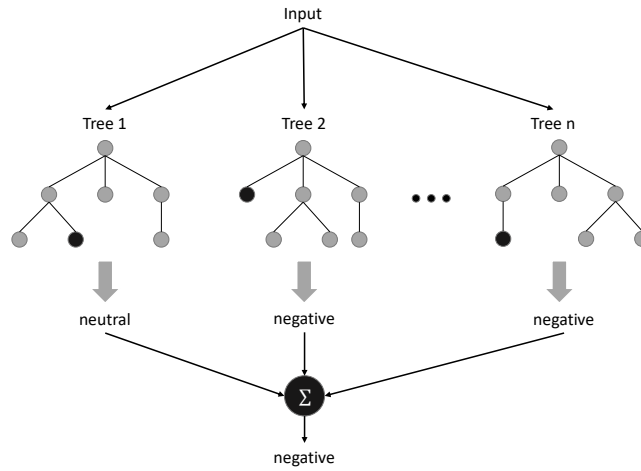 Input
Tree 1
Tree 2
Tree n
neutral
negative
negative
Σ
negative